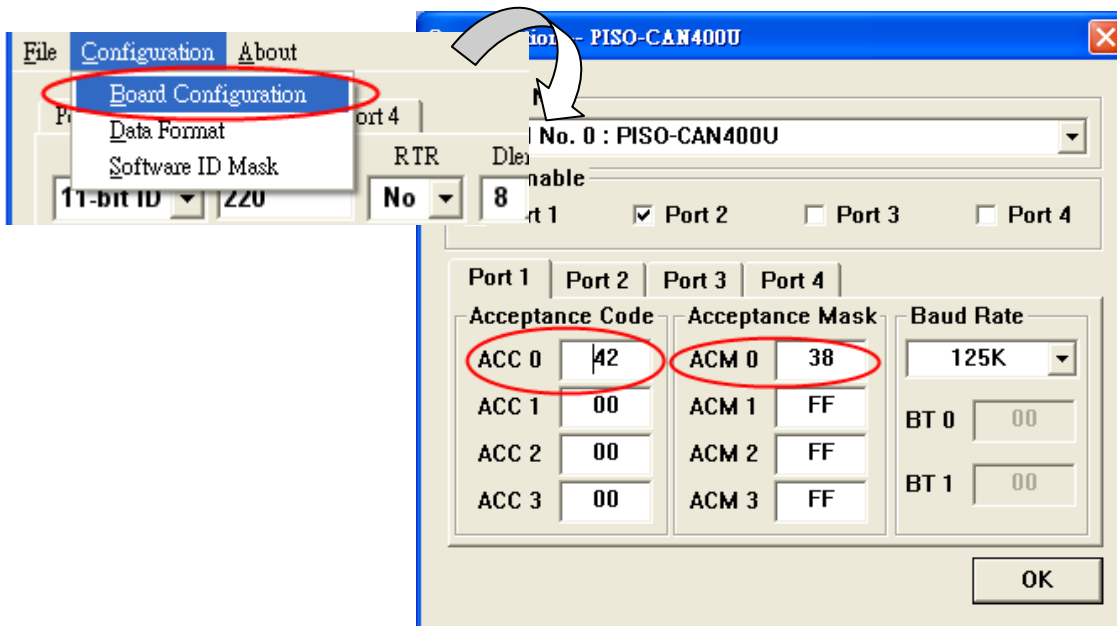 File Configuration About
Board Configuration
Data Format
Software ID Mask
ort 4
RTR
11-bit ID 220 No 8
PISO-CAN400U
No. 0 : PISO-CAN400U
Port 2 Port 3 Port 4
Port 1 Port 2 Port 3 Port 4
Acceptance Code Acceptance Mask Baud Rate
ACC 0 42 ACM 0 38 125K
ACC 1 00 ACM 1 FF BT 0 00
ACC 2 00 ACM 2 FF
ACC 3 00 ACM 3 FF BT 1 00
OK